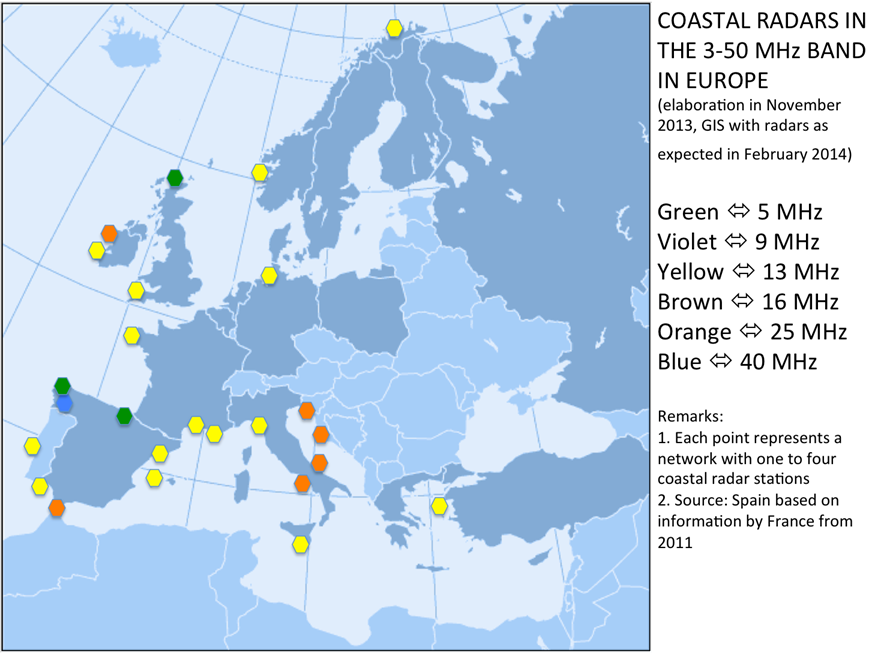 COASTAL RADARS IN
THE 3-50 MHz BAND
IN EUROPE
(elaboration in November
2013, GIS with radars as
expected in February 2014)
Green ⇔ 5 MHz
Violet ⇔ 9 MHz
Yellow ⇔ 13 MHz
Brown ⇔ 16 MHz
Orange ⇔ 25 MHz
Blue ⇔ 40 MHz
Remarks:
1. Each point represents a
network with one to four
coastal radar stations
2. Source: Spain based on
information by France from
2011